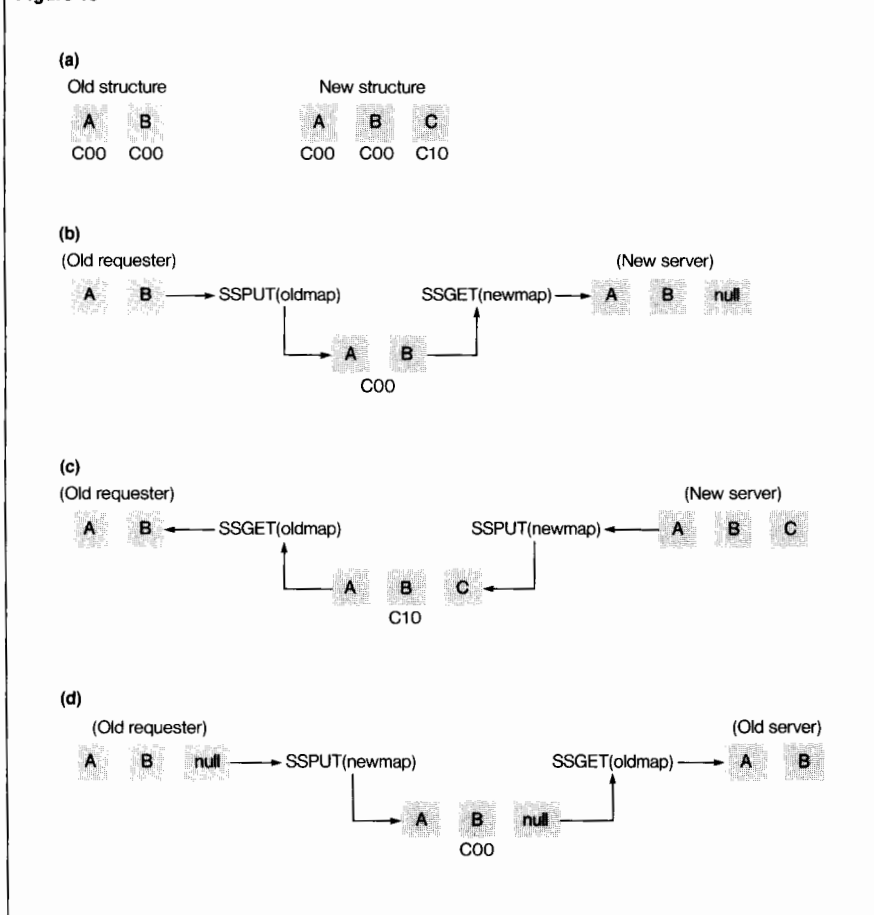 (a)
Old structure New structure
A B A B C
C00 C00 C00 C00 C10
(b)
(Old requester) (New server)
A B SSPUT(oldmap) SSGET(newmap) A B null
A B
C00
(c)
(Old requester) (New server)
A B SSGET(oldmap) SSPUT(newmap) A B C
A B C
C10
(d)
(Old requester) (Old server)
A B null SSPUT(newmap) SSGET(oldmap) A B
A B null
C00